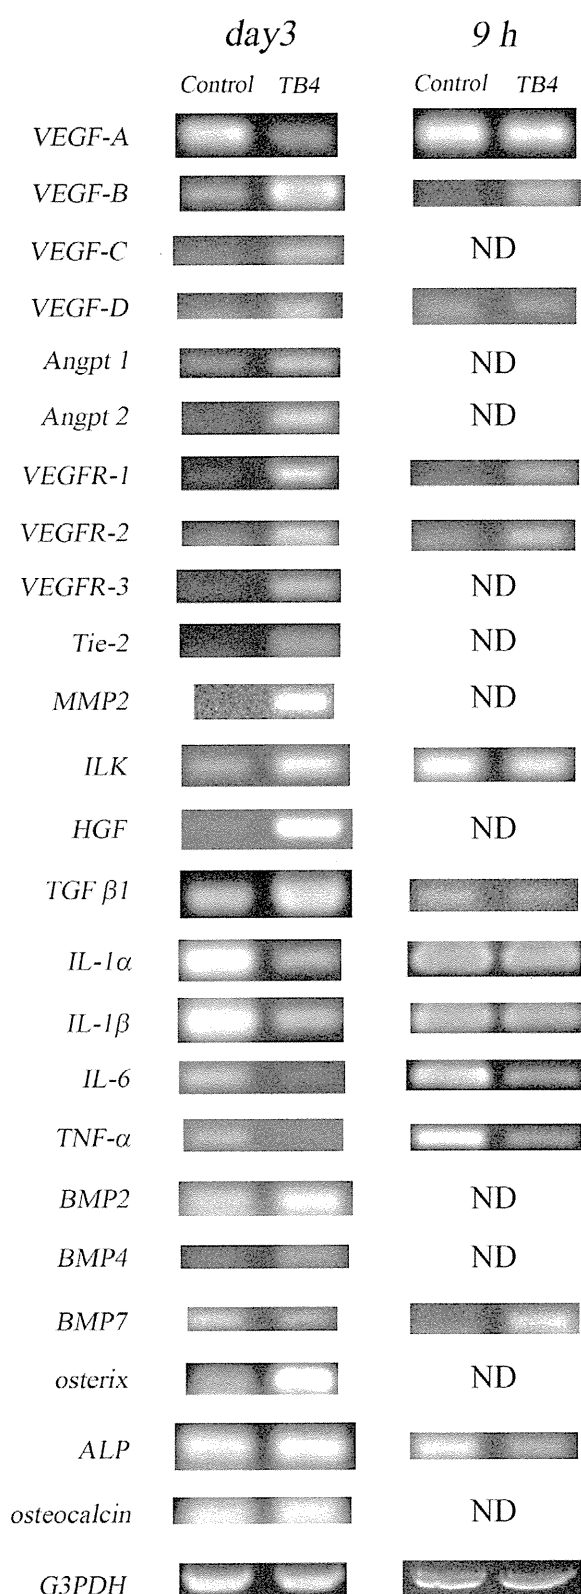 day3 9 h
Control TB4 Control TB4
VEGF-A
VEGF-B
VEGF-C ND
VEGF-D
Angpt 1 ND
Angpt 2 ND
VEGFR-1
VEGFR-2
VEGFR-3 ND
Tie-2 ND
MMP2 ND
ILK
HGF ND
TGF β1
IL-1α
IL-1β
IL-6
TNF-α
BMP2 ND
BMP4 ND
BMP7
osterix ND
ALP
osteocalcin ND
G3PDH